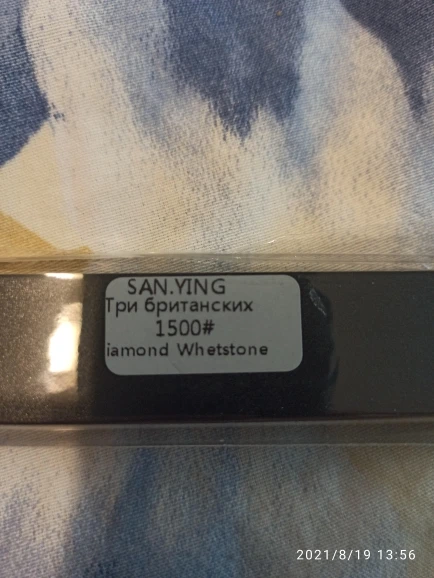 SAN.YING
Три британских
1500#
iamond Whetstone
2021/8/19 13:56